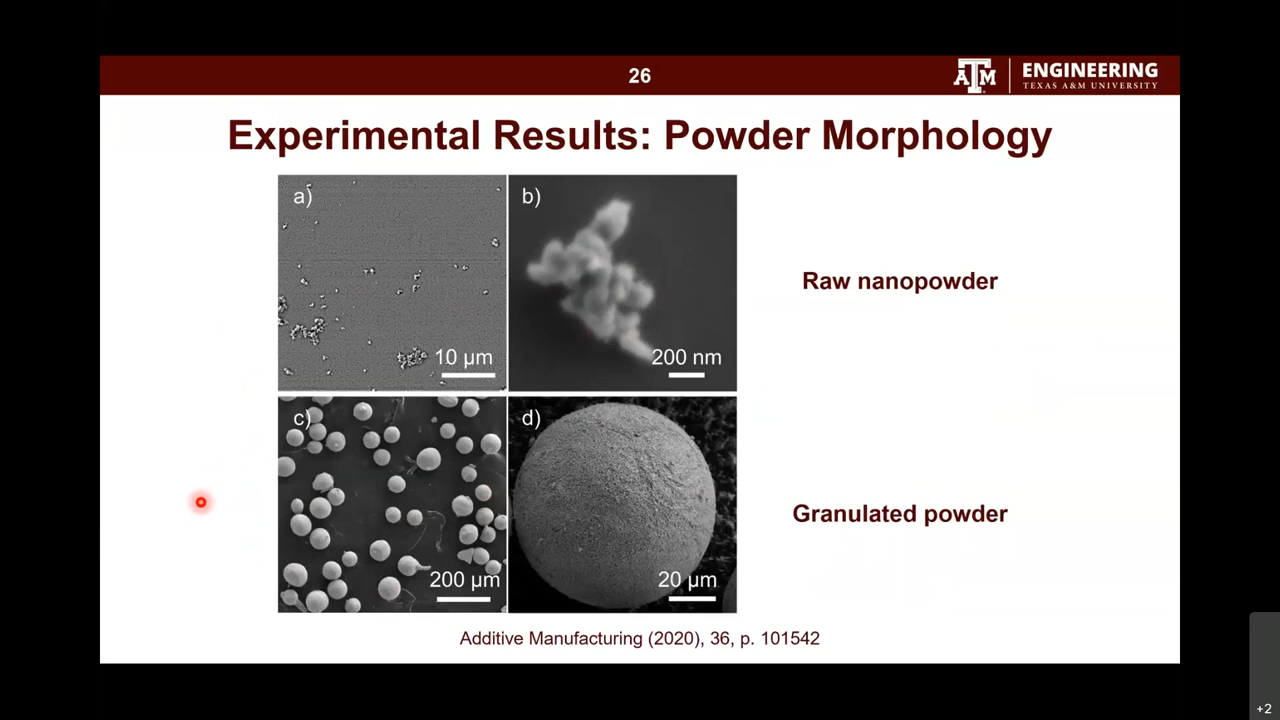 26
ENGINEERING
TEXAS A&M UNIVERSITY
Experimental Results: Powder Morphology
a)
10 µm
b)
200 nm
Raw nanopowder
c)
200 µm
d)
20 µm
Granulated powder
Additive Manufacturing (2020), 36, p. 101542
+2